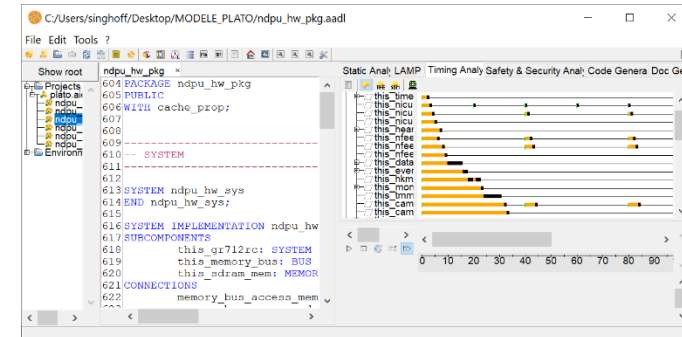 C:/Users/singhoff/Desktop/MODELE_PLATO/ndpu_hw_pkg.aadl
File Edit Tools ?
Show root
Projects
plato.aic
ndpu_
ndpu_
ndpu_
ndpu_
ndpu_
Environn
ndpu_hw_pkg ×
604 PACKAGE ndpu_hw_pkg
605 PUBLIC
606 WITH cache_prop;
607
608
609 ----------------------------
610 -- SYSTEM
611 ----------------------------
612
613 SYSTEM ndpu_hw_sys
614 END ndpu_hw_sys;
615
616 SYSTEM IMPLEMENTATION ndpu_hw
617 SUBCOMPONENTS
618 this_gr712rc: SYSTEM
619 this_memory_bus: BUS
620 this_sdram_mem: MEMOR
621 CONNECTIONS
622 memory_bus_access_mem
Static Analy LAMP Timing Analy Safety & Security Analy Code Genera Doc Ge
this_time
this_nicu
this_nicu
this_hear
this_nfee
this_nfee
this_nfee
this_data
this_ever
this_hkm
this_mon
this_tmm
this_cam
this_cam
0 10 20 30 40 50 60 70 80 90